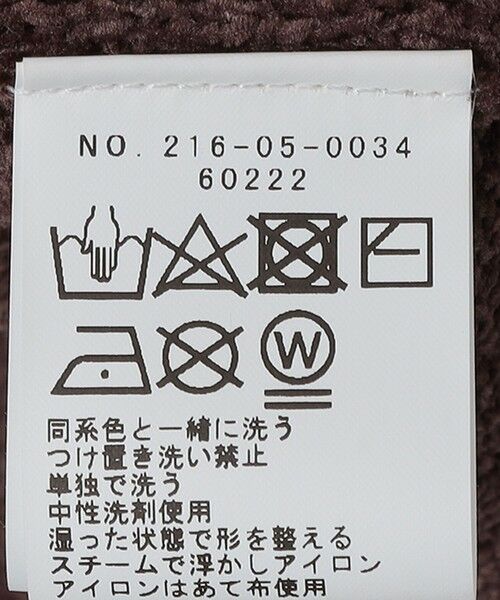 NO. 216-05-0034
60222
W
同系色と一緒に洗う
つけ置き洗い禁止
単独で洗う
中性洗剤使用
湿った状態で形を整える
スチームで浮かしアイロン
アイロンはあて布使用